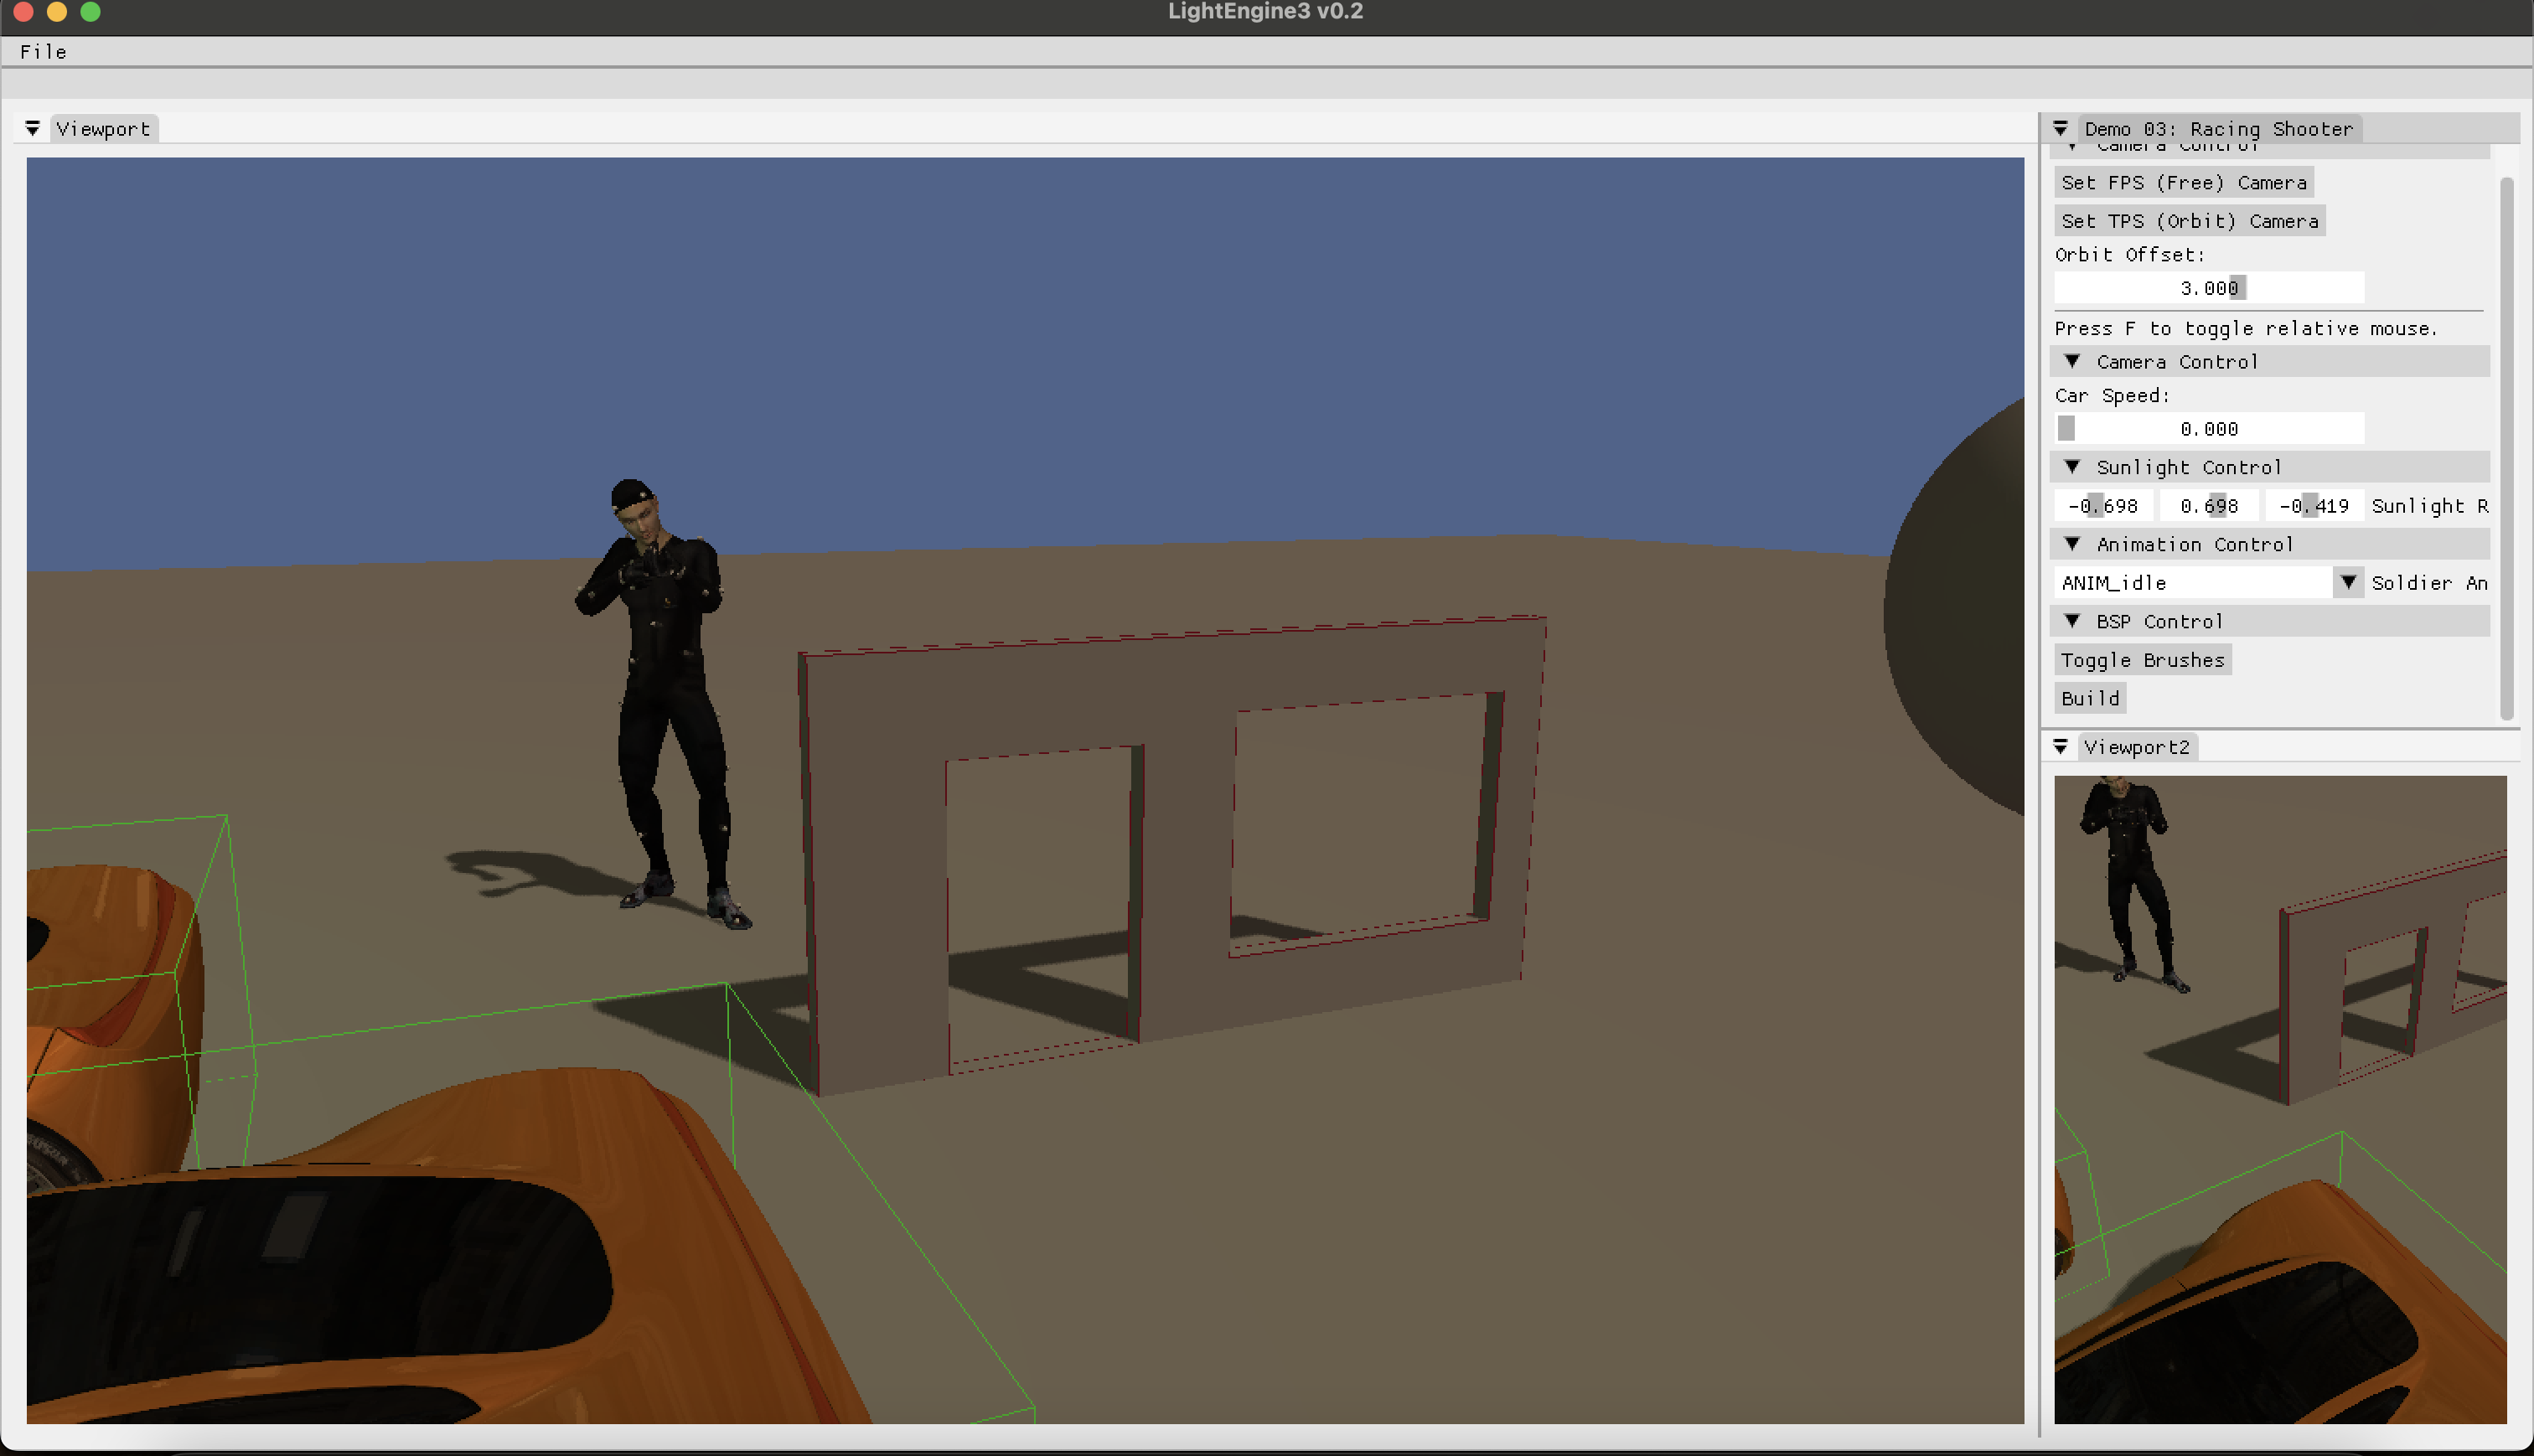 LightEngine3 v0.2
File
Viewport
Demo 03: Racing Shooter
Camera Control
Set FPS (Free) Camera
Set TPS (Orbit) Camera
Orbit Offset:
3.000
Press F to toggle relative mouse.
Camera Control
Car Speed:
0.000
Sunlight Control
-0.698 0.698 -0.419 Sunlight R
Animation Control
ANIM_idle Soldier An
BSP Control
Toggle Brushes
Build
Viewport2